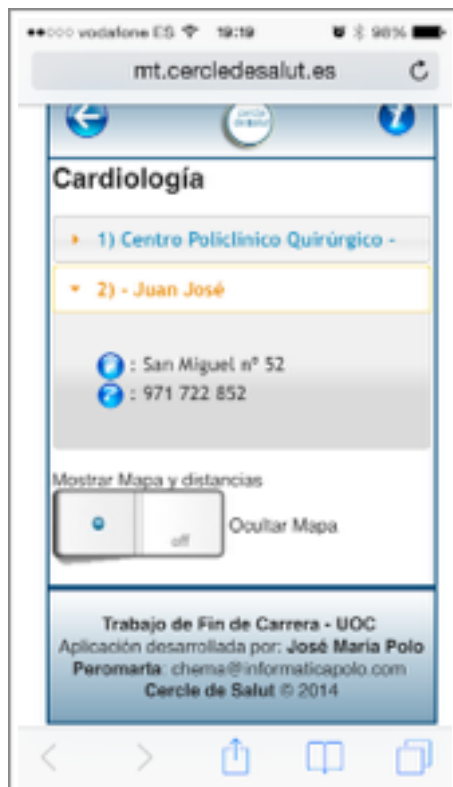 vodafone ES 19:19 98%
mt.cercledesalut.es
Cardiología
1) Centro Policlínico Quirúrgico -
2) - Juan José
: San Miguel nº 52
: 971 722 852
Mostrar Mapa y distancias
off
Ocultar Mapa
Trabajo de Fin de Carrera - UOC
Aplicación desarrollada por: José María Polo
Peromarta: chema@informaticapolo.com
Cercle de Salut © 2014